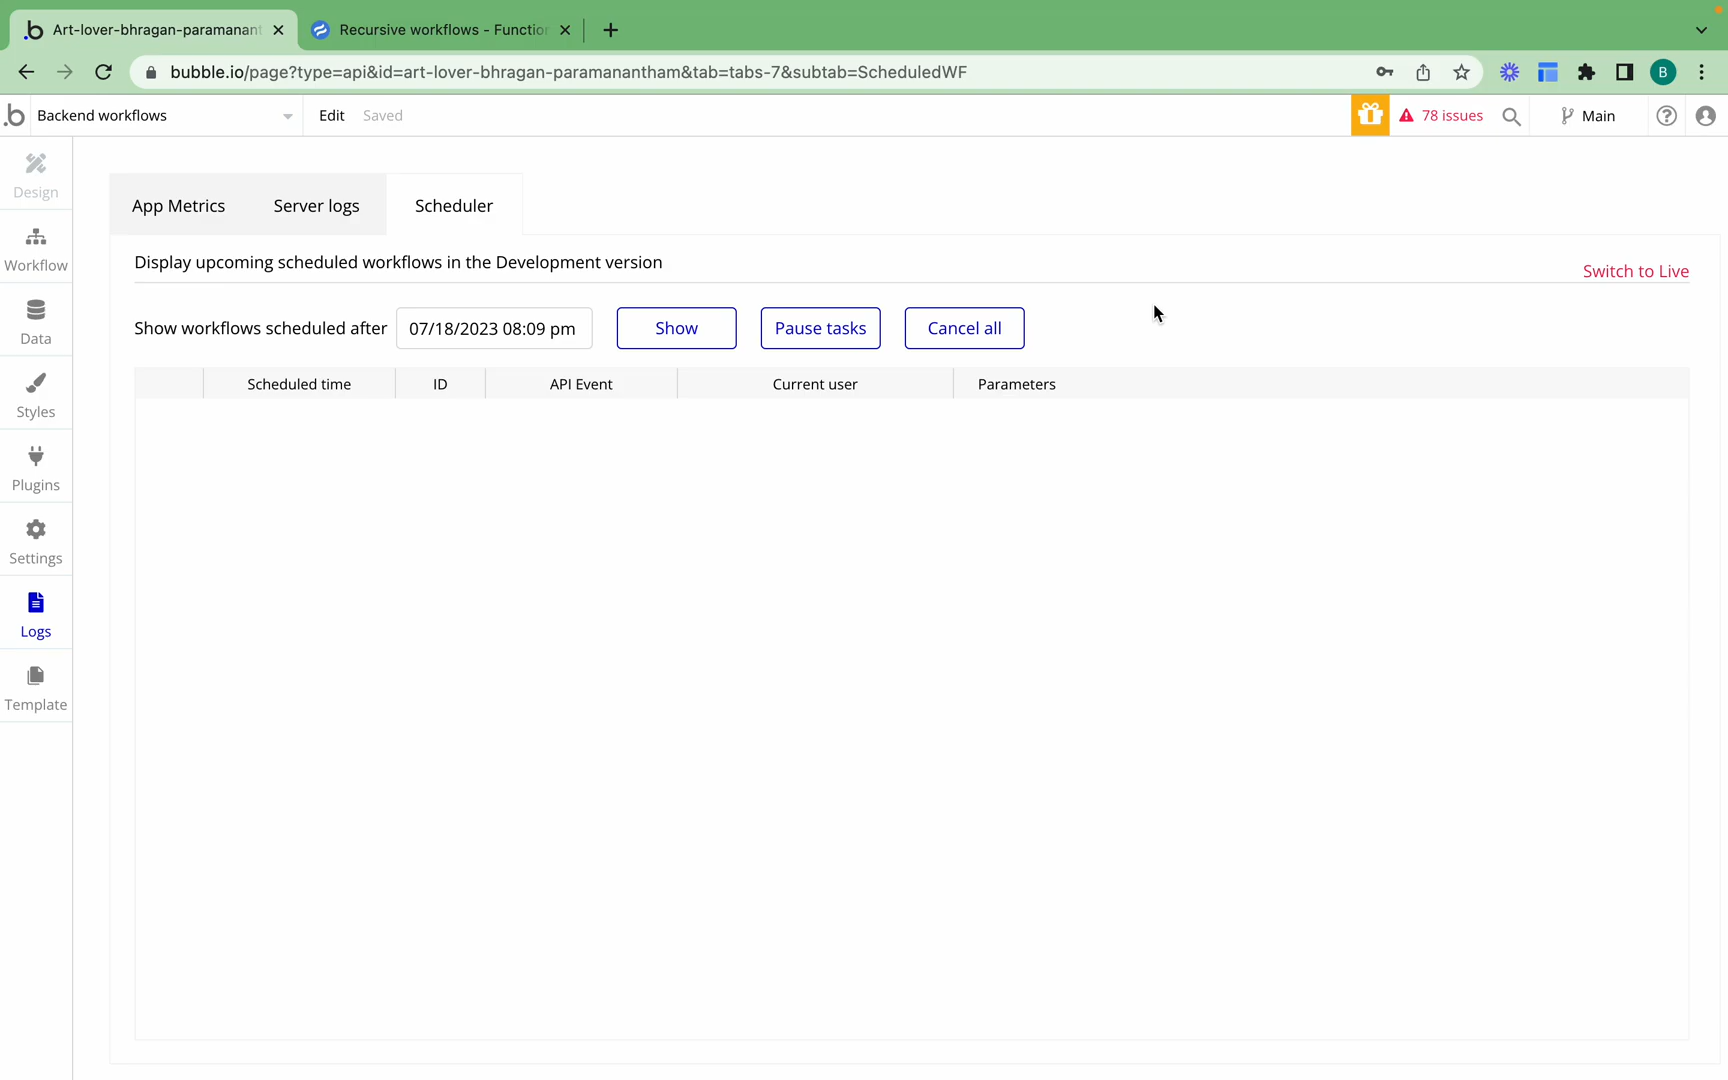 Art-lover-bhragan-paramanant
Recursive workflows - Functio
bubble.io/page?type=api&id=art-lover-bhragan-paramanantham&tab=tabs-7&subtab=ScheduledWF
B
b Backend workflows Edit Saved 78 issues Main
Design
Workflow
Data
Styles
Plugins
Settings
Logs
Template
App Metrics Server logs Scheduler
Display upcoming scheduled workflows in the Development version
Switch to Live
Show workflows scheduled after 07/18/2023 08:09 pm Show Pause tasks Cancel all
Scheduled time ID API Event Current user Parameters